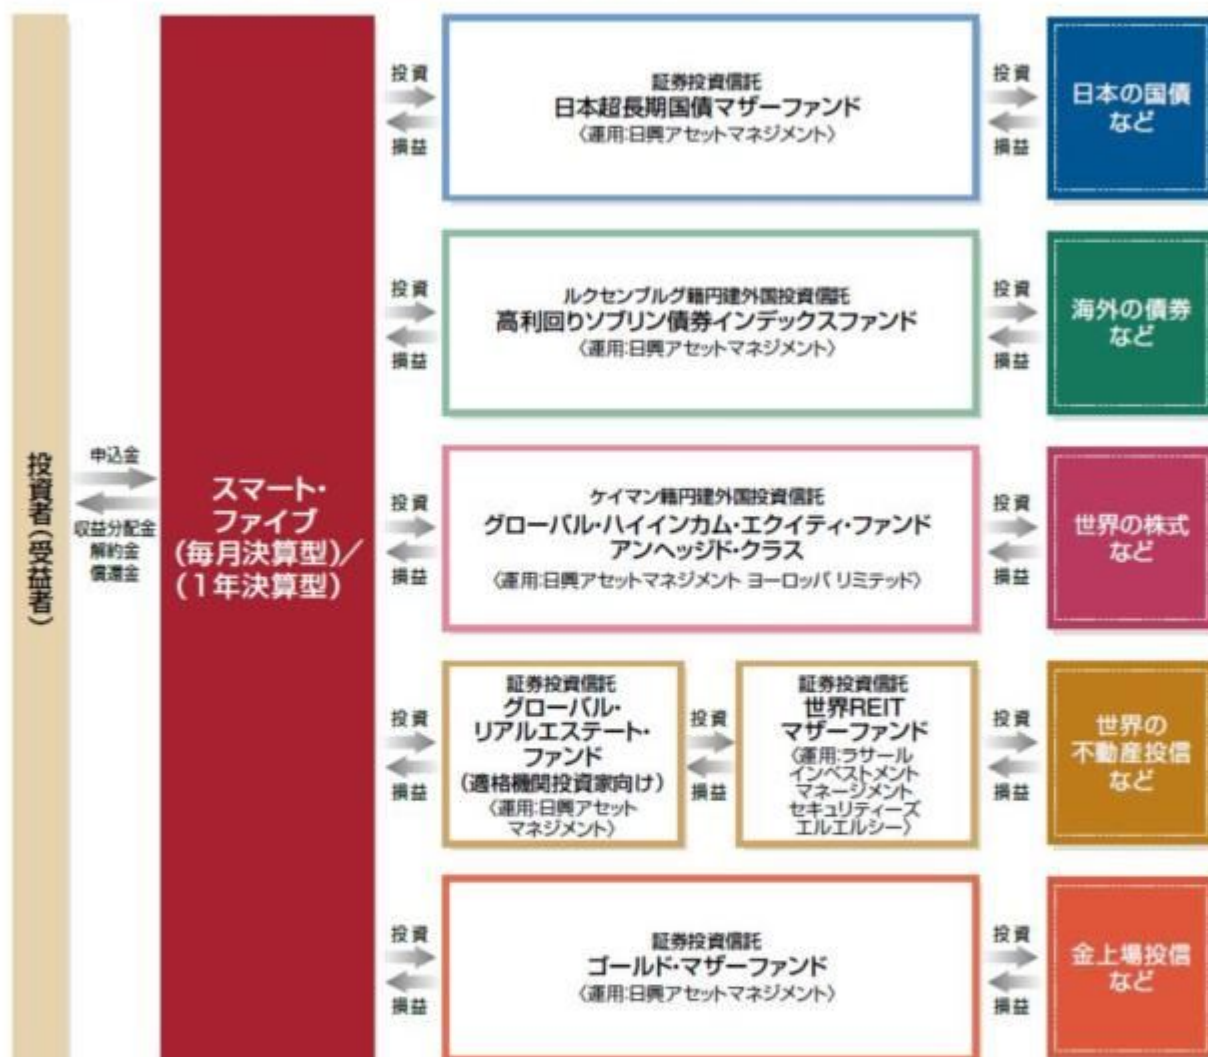 投資者（受益者）
申込金
収益分配金
解約金
償還金
スマート・
ファイブ
（毎月決算型）／
（1年決算型）
投資
損益
証券投資信託
日本超長期国債マザーファンド
〈運用：日興アセットマネジメント〉
投資
損益
日本の国債
など
投資
損益
ルクセンブルグ籍円建外国投資信託
高利回りソブリン債券インデックスファンド
〈運用：日興アセットマネジメント〉
投資
損益
海外の債券
など
投資
損益
ケイマン籍円建外国投資信託
グローバル・ハイインカム・エクイティ・ファンド
アンヘッジド・クラス
〈運用：日興アセットマネジメント ヨーロッパ リミテッド〉
投資
損益
世界の株式
など
投資
損益
証券投資信託
グローバル・
リアルエステート・
ファンド
（適格機関投資家向け）
〈運用：日興アセット
マネジメント〉
投資
損益
証券投資信託
世界REIT
マザーファンド
〈運用：ラサール
インベストメント
マネージメント
セキュリティーズ
エルエルシー〉
投資
損益
世界の
不動産投信
など
投資
損益
証券投資信託
ゴールド・マザーファンド
〈運用：日興アセットマネジメント〉
投資
損益
金上場投信
など